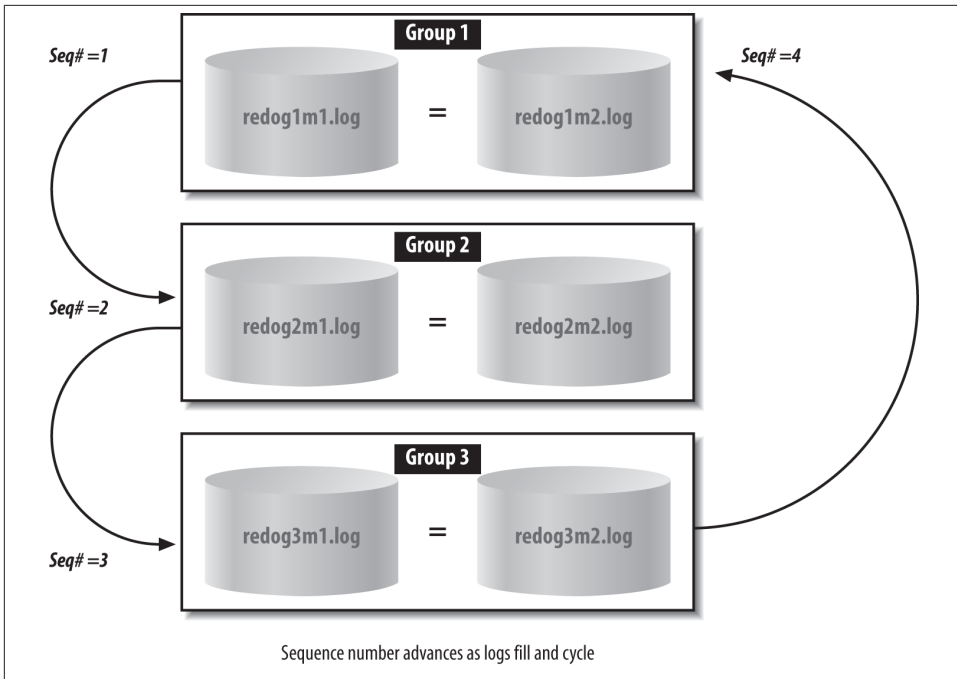 Group 1
Seq# =1
Seq# =4
redog1m1.log
=
redog1m2.log
Group 2
Seq# =2
redog2m1.log
=
redog2m2.log
Group 3
Seq# =3
redog3m1.log
=
redog3m2.log
Sequence number advances as logs fill and cycle